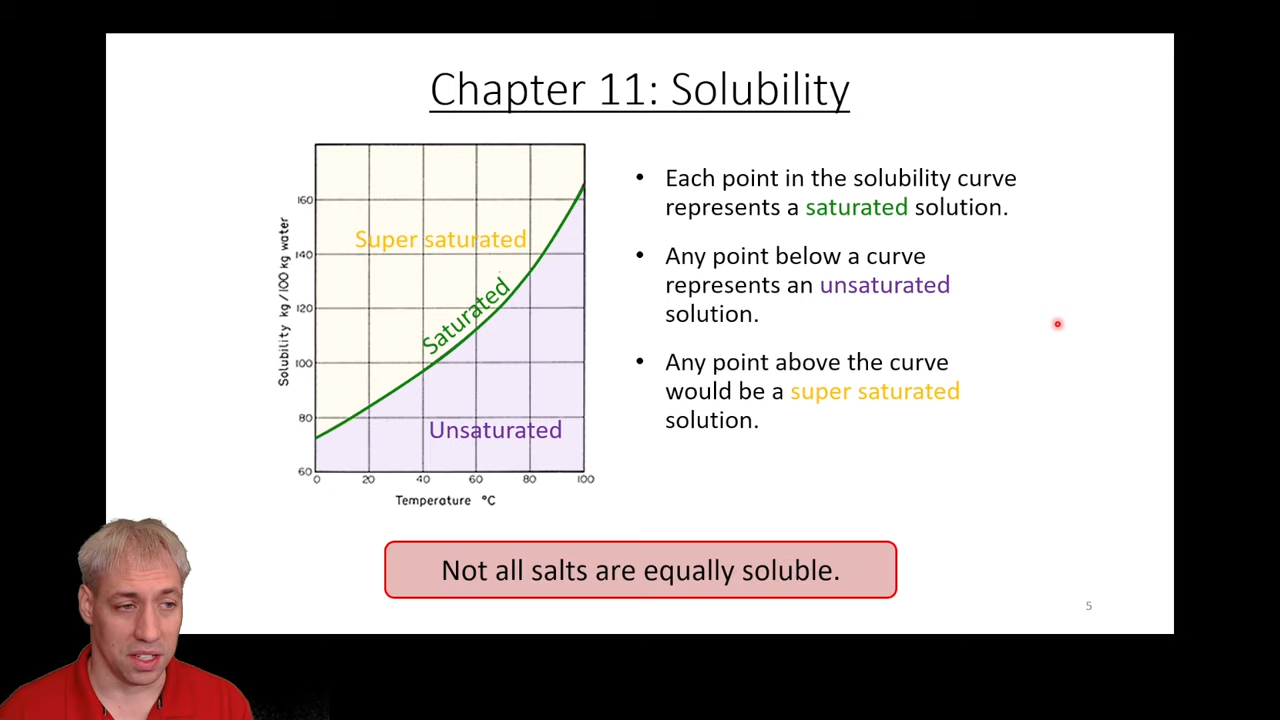 Chapter 11: Solubility
Solubility kg/100 kg water
160
140
120
100
80
60
0 20 40 60 80 100
Temperature °C
Super saturated
Saturated
Unsaturated
• Each point in the solubility curve
represents a saturated solution.
• Any point below a curve
represents an unsaturated
solution.
• Any point above the curve
would be a super saturated
solution.
Not all salts are equally soluble.
5